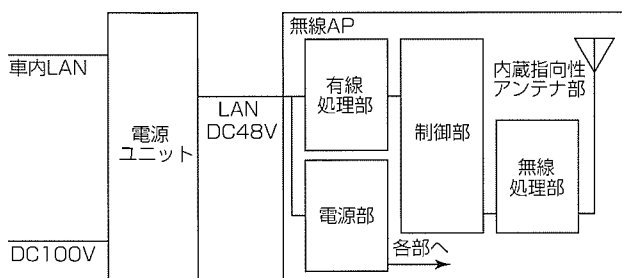 無線AP
車内LAN
電源
ユニット
LAN
DC48V
有線
処理部
制御部
内蔵指向性
アンテナ部
無線
処理部
電源部
各部へ
DC100V